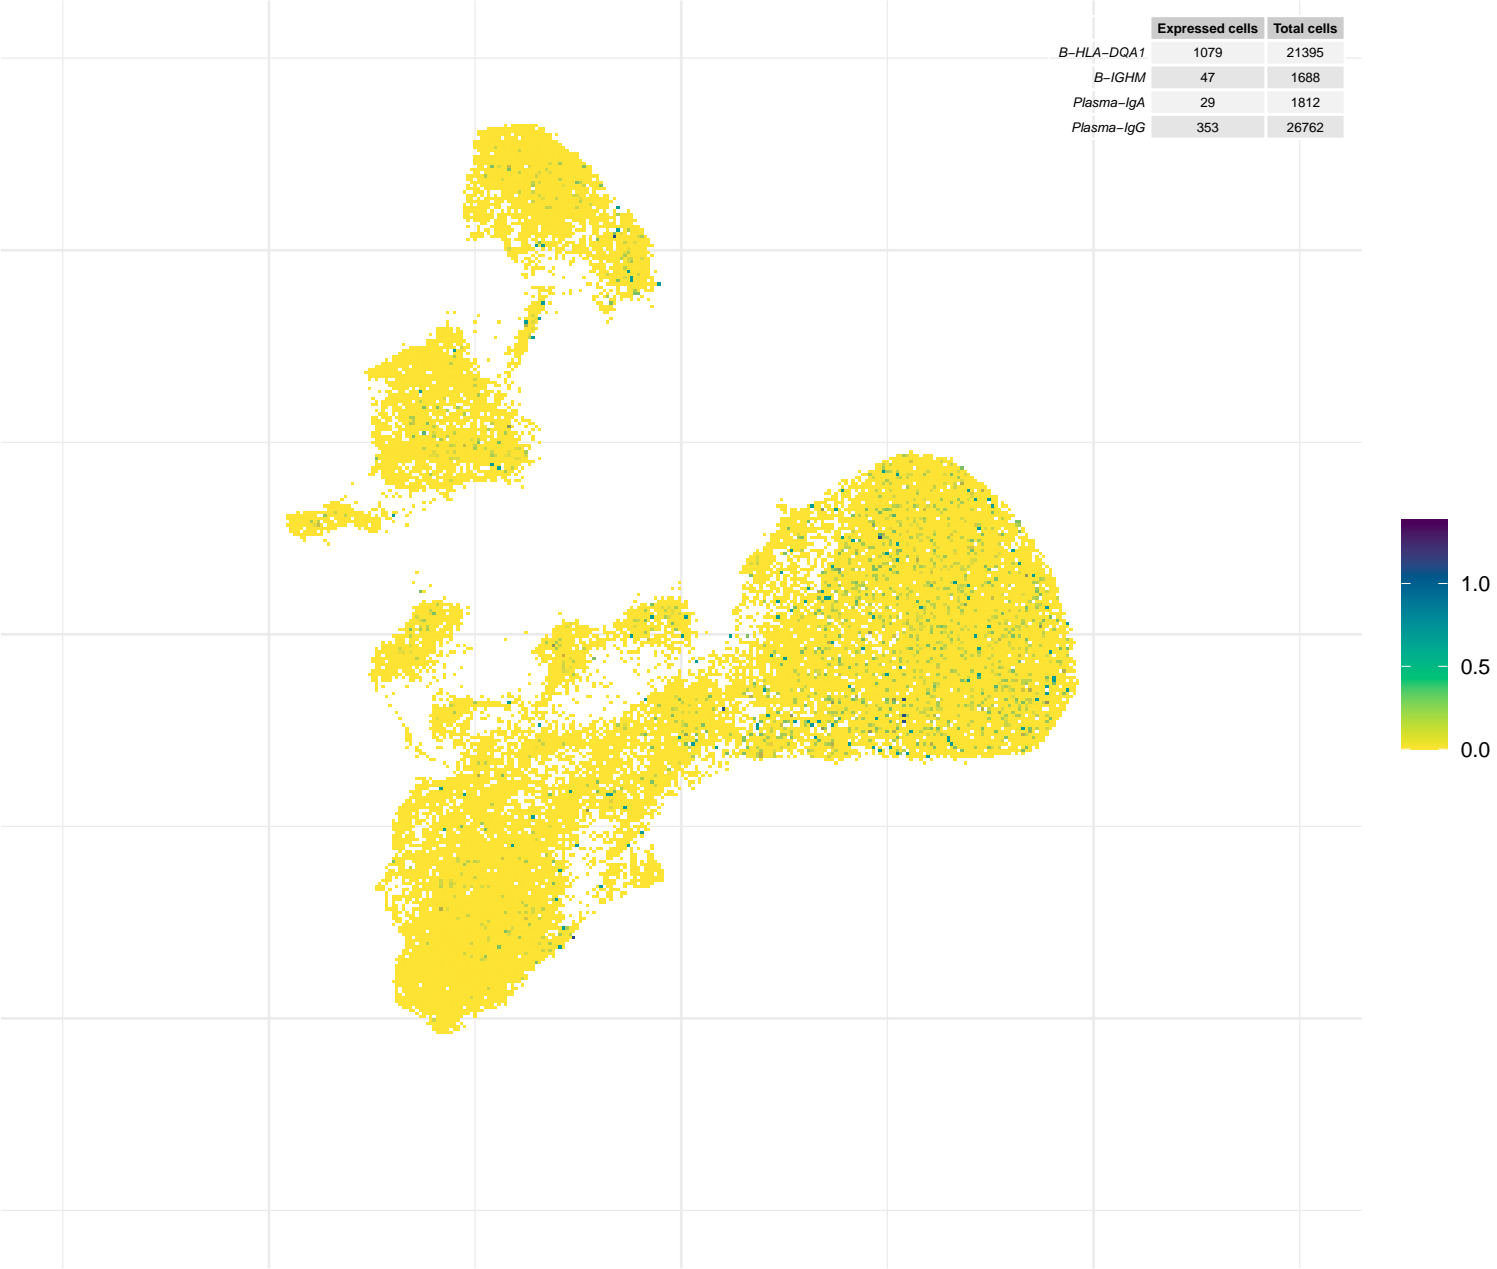 Expressed cells Total cells
B−HLA−DQA1 1079 21395
B−IGHM 47 1688
Plasma−IgA 29 1812
Plasma−IgG 353 26762
1.0
0.5
0.0